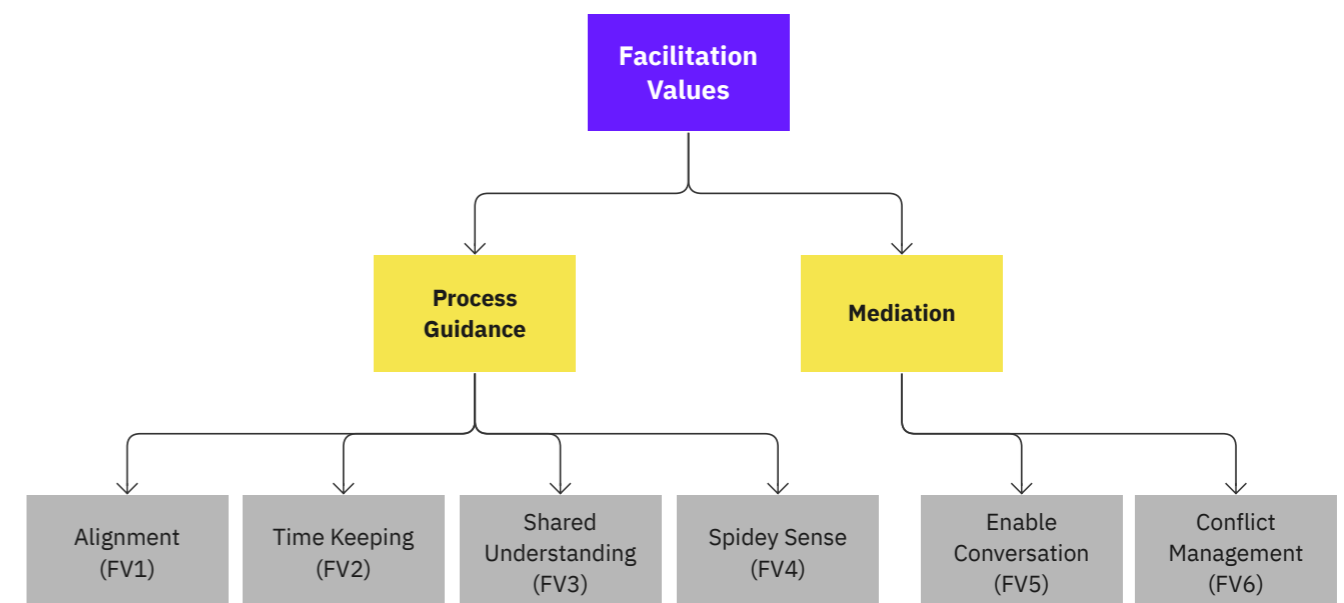 Facilitation
Values
Process
Guidance
Mediation
Alignment
(FV1)
Time Keeping
(FV2)
Shared
Understanding
(FV3)
Spidey Sense
(FV4)
Enable
Conversation
(FV5)
Conflict
Management
(FV6)